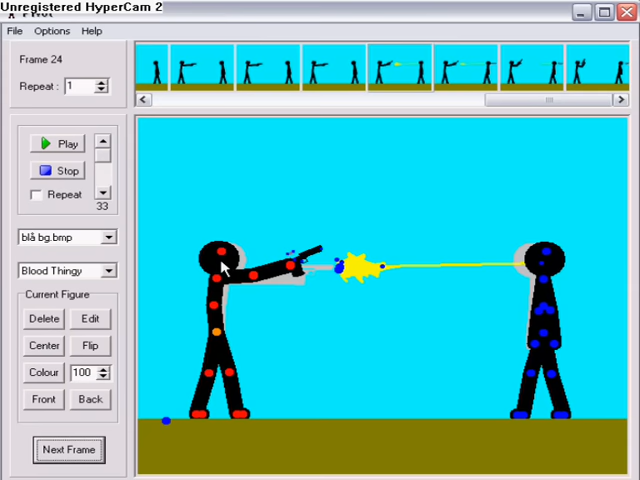 Unregistered HyperCam 2
File Options Help
Frame 24
Repeat: 1
Play
Stop
Repeat
33
blå bg.bmp
Blood Thingy
Current Figure
Delete Edit
Center Flip
Colour 100
Front Back
Next Frame